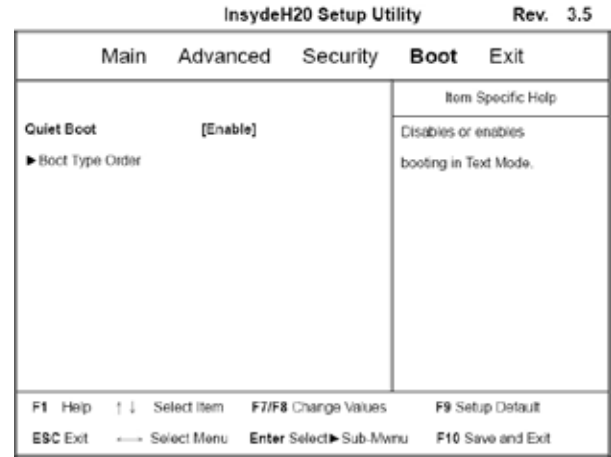 InsydeH20 Setup Utility Rev. 3.5
Main Advanced Security Boot Exit
Item Specific Help
Quiet Boot [Enable]
Disables or enables
►Boot Type Order
booting in Text Mode.
F1 Help ↑↓ Select Item F7/F8 Change Values F9 Setup Default
ESC Exit ←→ Select Menu Enter Select►Sub-Mwnu F10 Save and Exit